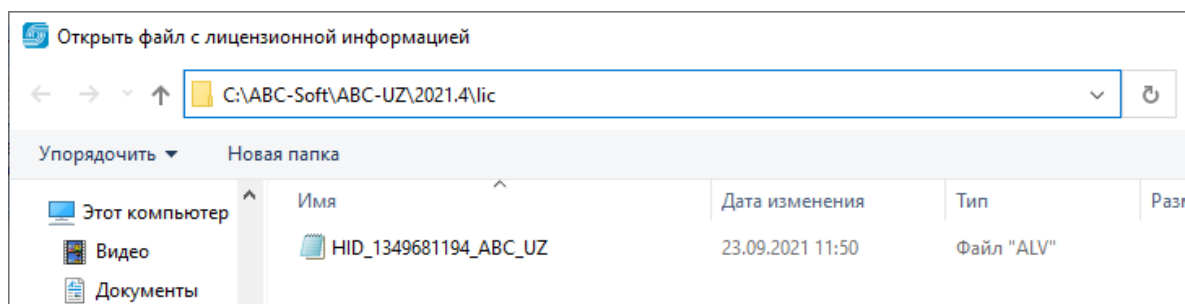 Открыть файл с лицензионной информацией
C:\ABC-Soft\ABC-UZ\2021.4\lic
Упорядочить Новая папка
Этот компьютер
Видео
Документы
Имя Дата изменения Тип Разм
HID_1349681194_ABC_UZ 23.09.2021 11:50 Файл "ALV"